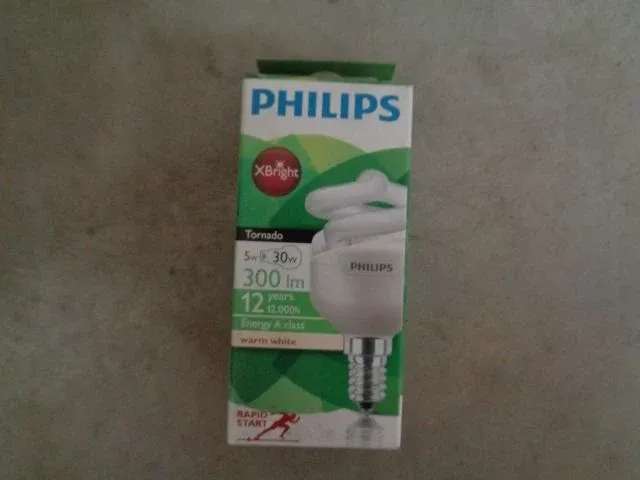 PHILIPS
XBright
Tornado
5w 30w
300 lm
12 years
12.000h
Energy A class
warm white
PHILIPS
RAPID
START